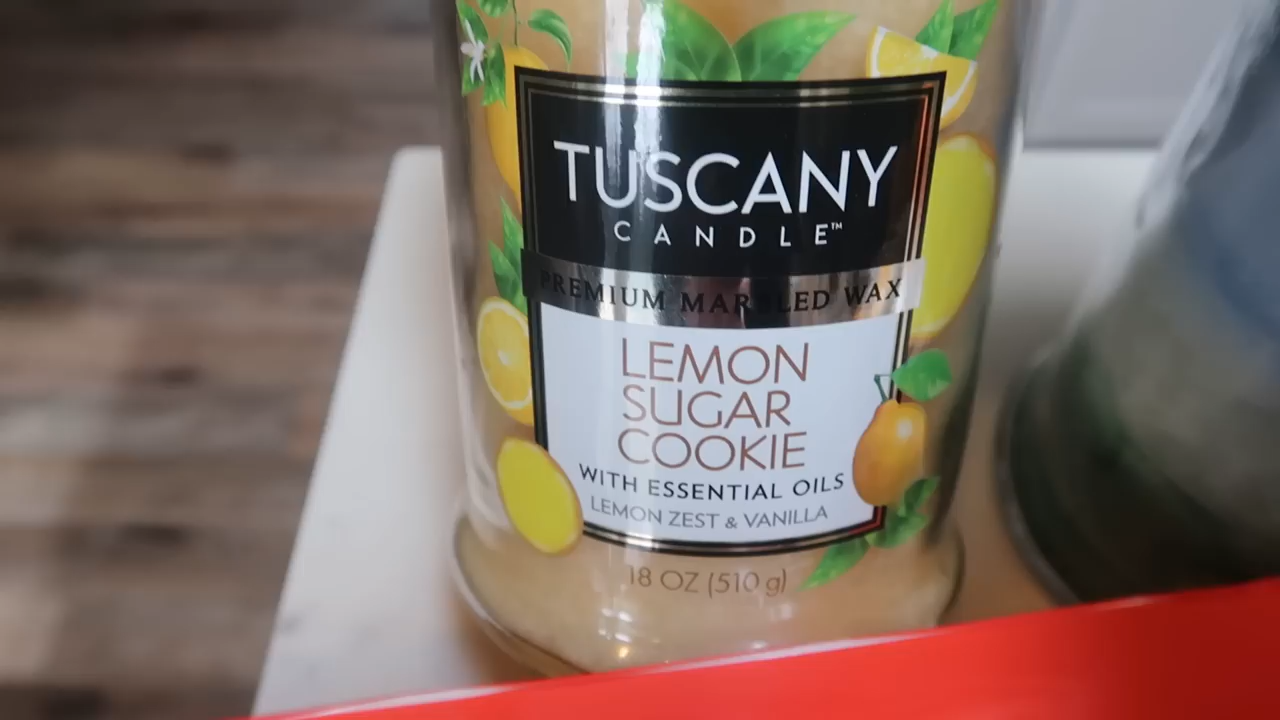 TUSCANY
CANDLE™
PREMIUM MARBLED WAX
LEMON
SUGAR
COOKIE
WITH ESSENTIAL OILS
LEMON ZEST & VANILLA
18 OZ (510 g)